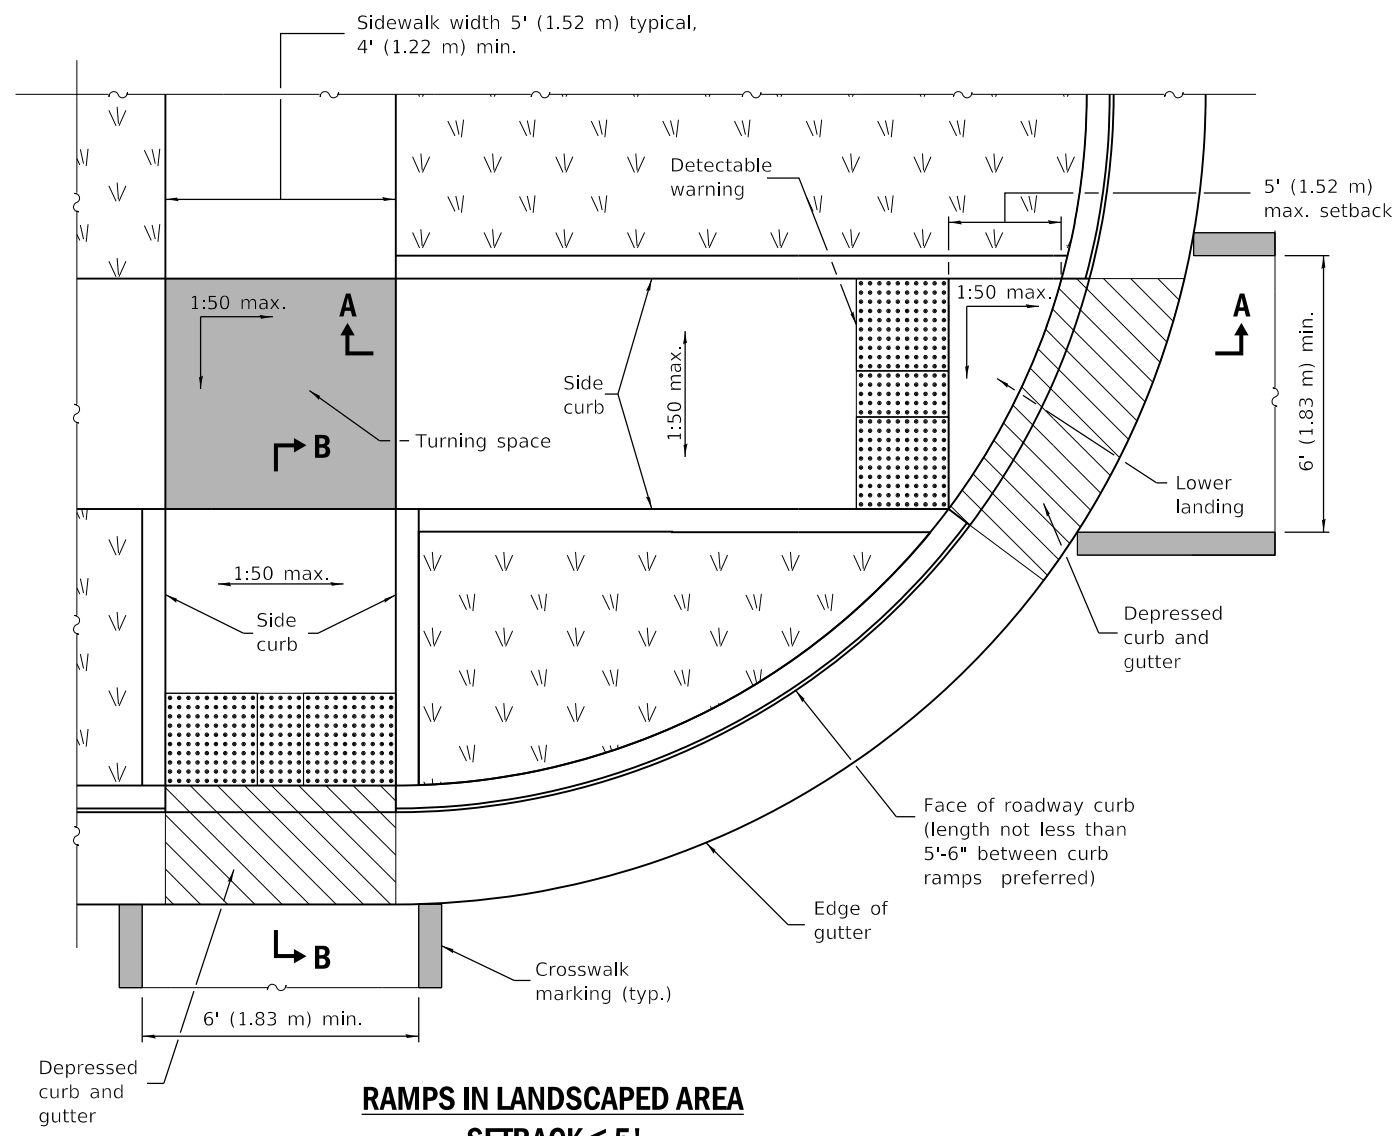 Sidewalk width 5' (1.52 m) typical,
4' (1.22 m) min.
Detectable
warning
5' (1.52 m)
max. setback
1:50 max.
A
1:50 max.
A
Side
curb
1:50 max.
6' (1.83 m) min.
Turning space
B
Lower
landing
1:50 max.
Side
curb
Depressed
curb and
gutter
Face of roadway curb
(length not less than
5'-6" between curb
ramps preferred)
Edge of
gutter
B
Crosswalk
marking (typ.)
6' (1.83 m) min.
Depressed
curb and
gutter
RAMPS IN LANDSCAPED AREA